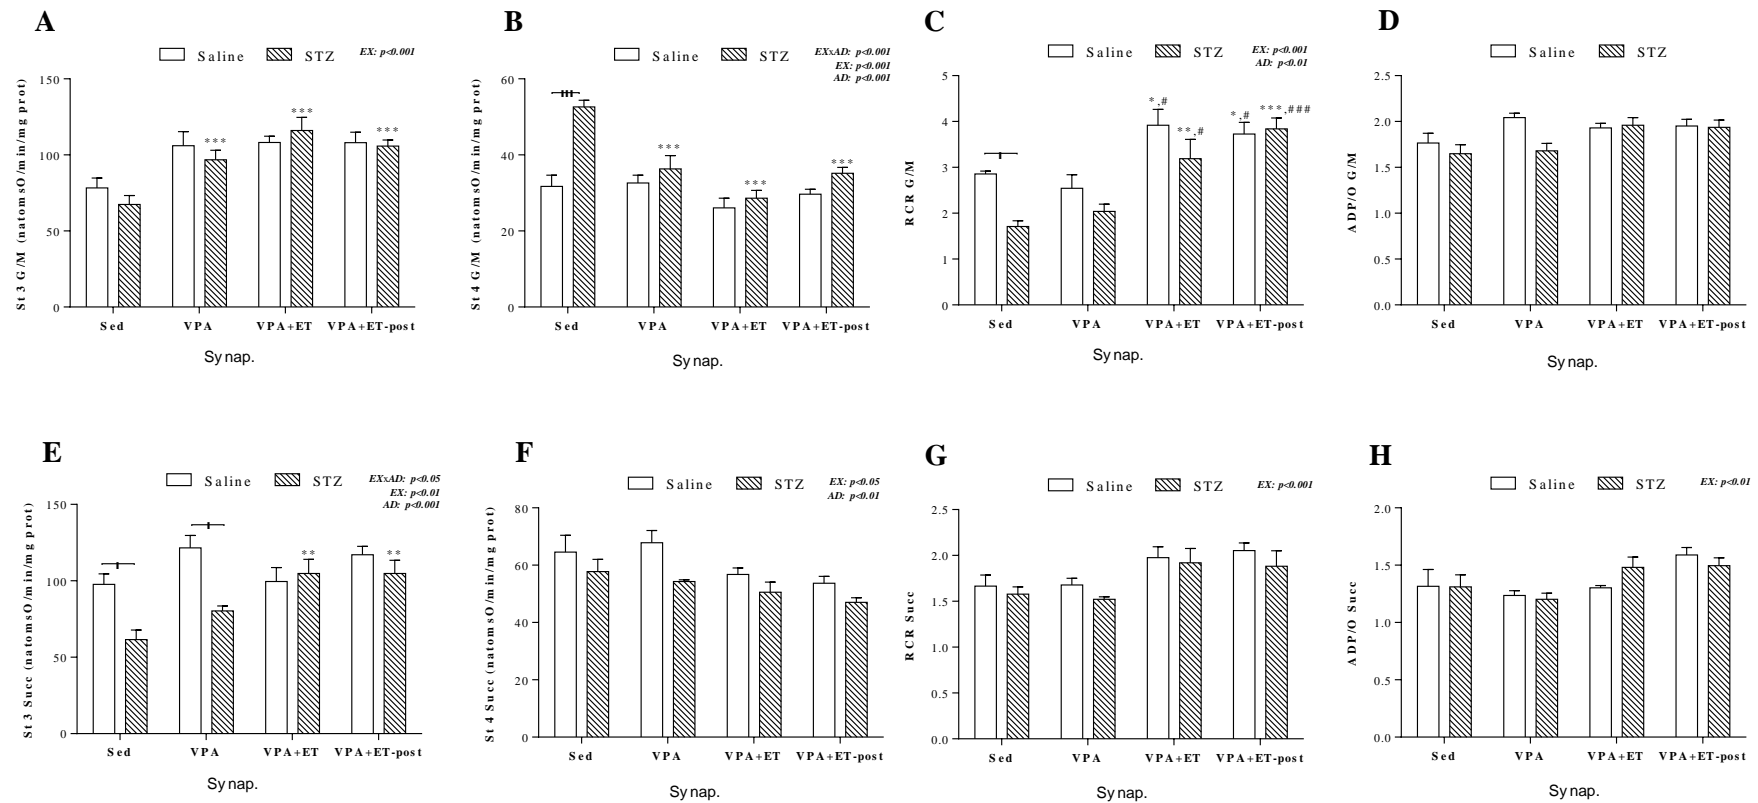 A
Saline STZ
EX: p<0.001
St 3 G/M (natomsO/min/mg prot)
150
100
50
0
***
***
***
Sed VPA VPA+ET VPA+ET-post
Synap.
B
Saline STZ
EXxAD: p<0.001
EX: p<0.001
AD: p<0.001
St 4 G/M (natomsO/min/mg prot)
60
40
20
0
***
***
***
Sed VPA VPA+ET VPA+ET-post
Synap.
C
Saline STZ
EX: p<0.001
AD: p<0.01
RCR G/M
5
4
3
2
1
0
*,#
**,#
*,#
***,###
Sed VPA VPA+ET VPA+ET-post
Synap.
D
Saline STZ
ADP/O G/M
2.5
2.0
1.5
1.0
0.5
0.0
Sed VPA VPA+ET VPA+ET-post
Synap.
E
Saline STZ
EXxAD: p<0.05
EX: p<0.01
AD: p<0.001
St 3 Succ (natomsO/min/mg prot)
150
100
50
0
**
**
Sed VPA VPA+ET VPA+ET-post
Synap.
F
Saline STZ
EX: p<0.05
AD: p<0.01
St 4 Succ (natomsO/min/mg prot)
80
60
40
20
0
Sed VPA VPA+ET VPA+ET-post
Synap.
G
Saline STZ
EX: p<0.001
RCR Succ
2.5
2.0
1.5
1.0
0.5
0.0
Sed VPA VPA+ET VPA+ET-post
Synap.
H
Saline STZ
EX: p<0.01
ADP/O Succ
2.0
1.5
1.0
0.5
0.0
Sed VPA VPA+ET VPA+ET-post
Synap.